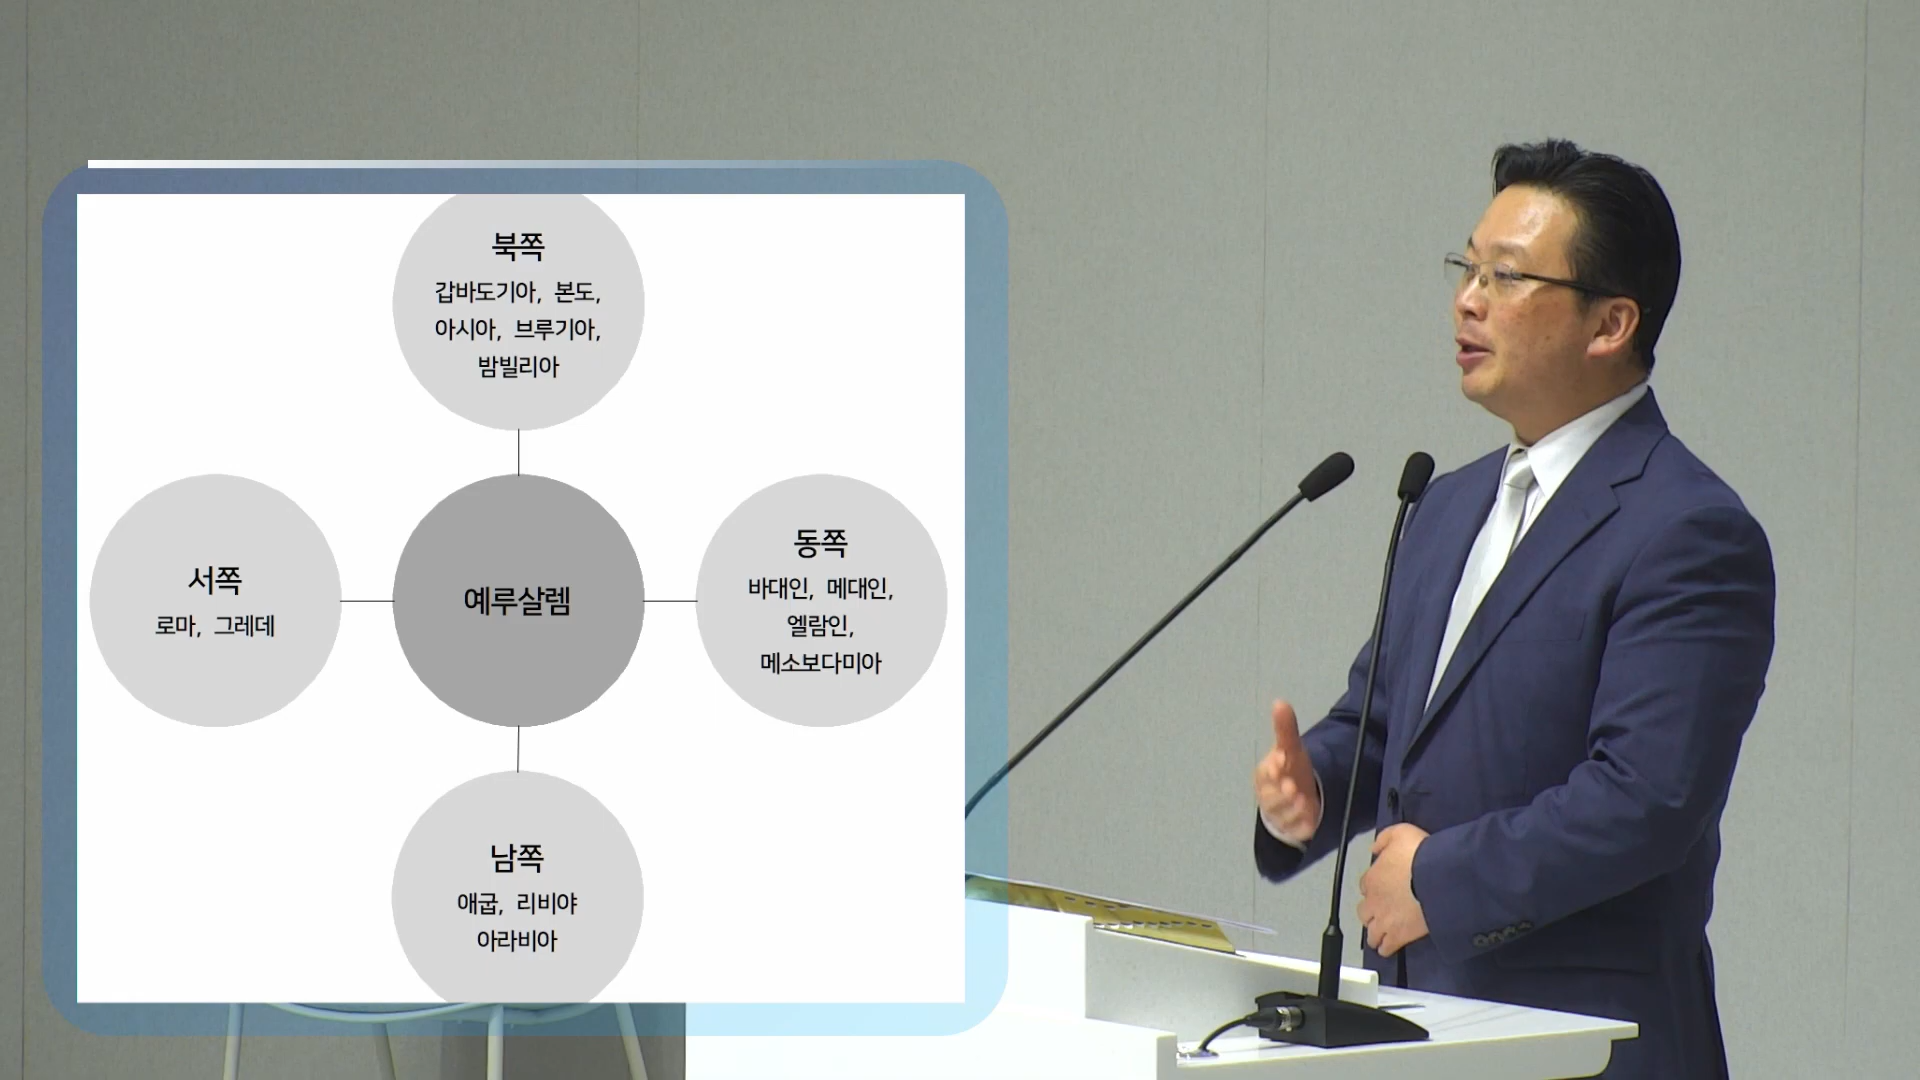 북쪽
갑바도기아, 본도,
아시아, 브루기아,
밤빌리아
서쪽
로마, 그레데
예루살렘
동쪽
바대인, 메대인,
엘람인,
메소보다미아
남쪽
애굽, 리비야
아라비아